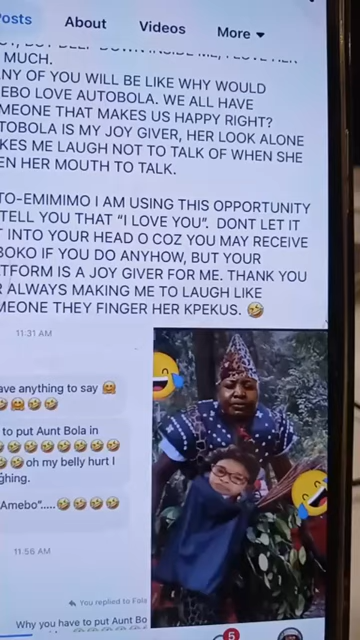 Posts About Videos More
MUCH.
ANY OF YOU WILL BE LIKE WHY WOULD
EBO LOVE AUTOBOLA. WE ALL HAVE
MEONE THAT MAKES US HAPPY RIGHT?
TOBOLA IS MY JOY GIVER, HER LOOK ALONE
KES ME LAUGH NOT TO TALK OF WHEN SHE
EN HER MOUTH TO TALK.
TO-EMIMIMO I AM USING THIS OPPORTUNITY
TELL YOU THAT “I LOVE YOU”. DONT LET IT
T INTO YOUR HEAD O COZ YOU MAY RECEIVE
BOKO IF YOU DO ANYHOW, BUT YOUR
TFORM IS A JOY GIVER FOR ME. THANK YOU
R ALWAYS MAKING ME TO LAUGH LIKE
MEONE THEY FINGER HER KPEKUS. 🤣
11:31 AM
ave anything to say 🤗
🤗🤣🤣
to put Aunt Bola in
🤣🤣🤣🤣🤣🤣🤣🤣
🤣🤣 oh my belly hurt I
ghing.
Amebo”.....🤣🤣🤣🤣
11:56 AM
You replied to Fola
Why you have to put Aunt Bo
5